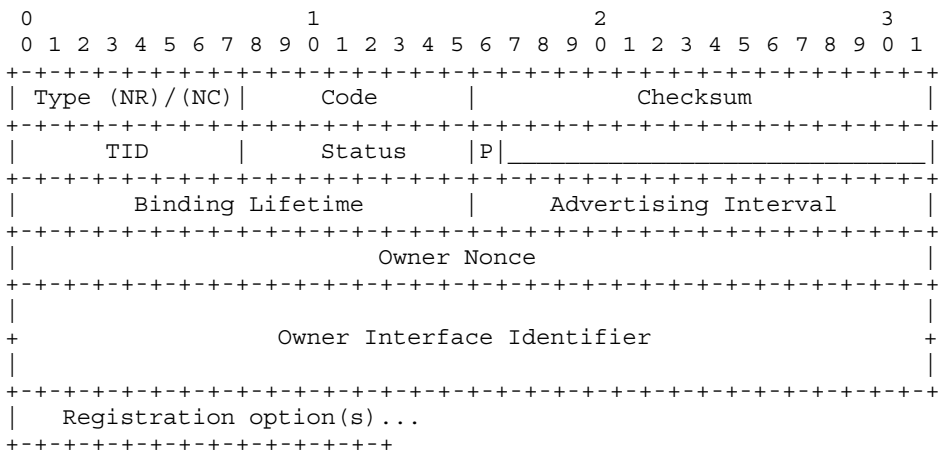 0                   1                   2                   3
0 1 2 3 4 5 6 7 8 9 0 1 2 3 4 5 6 7 8 9 0 1 2 3 4 5 6 7 8 9 0 1
+-+-+-+-+-+-+-+-+-+-+-+-+-+-+-+-+-+-+-+-+-+-+-+-+-+-+-+-+-+-+-+-+
| Type (NR)/(NC)|     Code      |           Checksum            |
+-+-+-+-+-+-+-+-+-+-+-+-+-+-+-+-+-+-+-+-+-+-+-+-+-+-+-+-+-+-+-+-+
|      TID      |     Status    |P|_____________________________|
+-+-+-+-+-+-+-+-+-+-+-+-+-+-+-+-+-+-+-+-+-+-+-+-+-+-+-+-+-+-+-+-+
|        Binding Lifetime       |     Advertising Interval      |
+-+-+-+-+-+-+-+-+-+-+-+-+-+-+-+-+-+-+-+-+-+-+-+-+-+-+-+-+-+-+-+-+
|                         Owner Nonce                           |
+-+-+-+-+-+-+-+-+-+-+-+-+-+-+-+-+-+-+-+-+-+-+-+-+-+-+-+-+-+-+-+-+
|                                                               |
+                  Owner Interface Identifier                   +
|                                                               |
+-+-+-+-+-+-+-+-+-+-+-+-+-+-+-+-+-+-+-+-+-+-+-+-+-+-+-+-+-+-+-+-+
|   Registration option(s)...
+-+-+-+-+-+-+-+-+-+-+-+-+-+